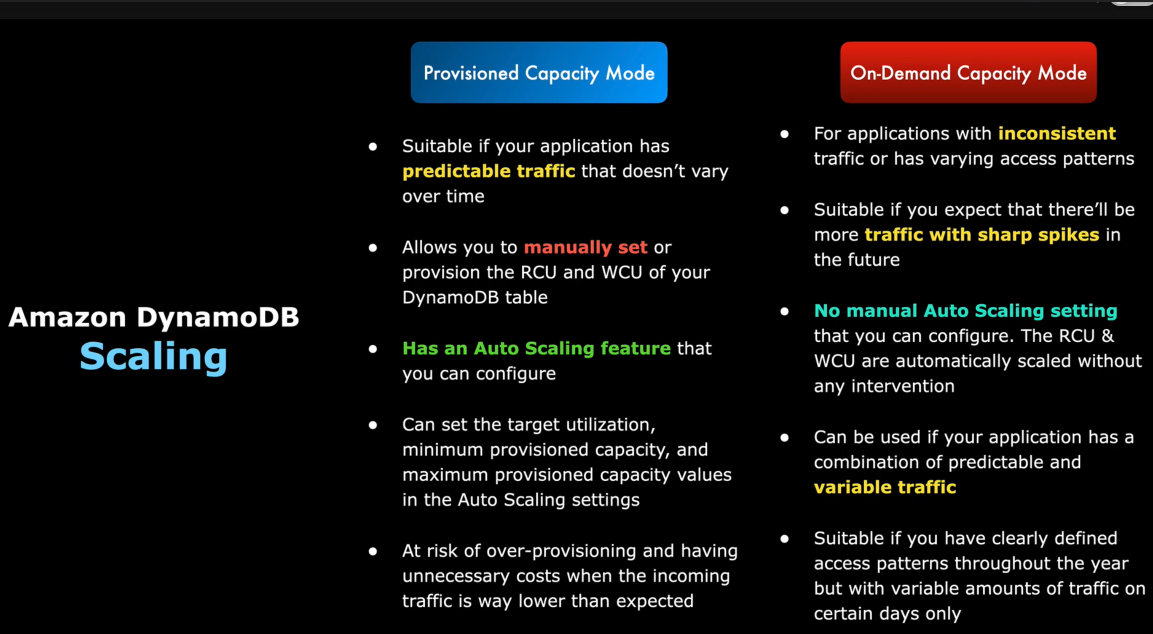 Amazon DynamoDB
Scaling
Provisioned Capacity Mode
• Suitable if your application has
predictable traffic that doesn’t vary
over time
• Allows you to manually set or
provision the RCU and WCU of your
DynamoDB table
• Has an Auto Scaling feature that
you can configure
• Can set the target utilization,
minimum provisioned capacity, and
maximum provisioned capacity values
in the Auto Scaling settings
• At risk of over-provisioning and having
unnecessary costs when the incoming
traffic is way lower than expected
On-Demand Capacity Mode
• For applications with inconsistent
traffic or has varying access patterns
• Suitable if you expect that there’ll be
more traffic with sharp spikes in
the future
• No manual Auto Scaling setting
that you can configure. The RCU &
WCU are automatically scaled without
any intervention
• Can be used if your application has a
combination of predictable and
variable traffic
• Suitable if you have clearly defined
access patterns throughout the year
but with variable amounts of traffic on
certain days only